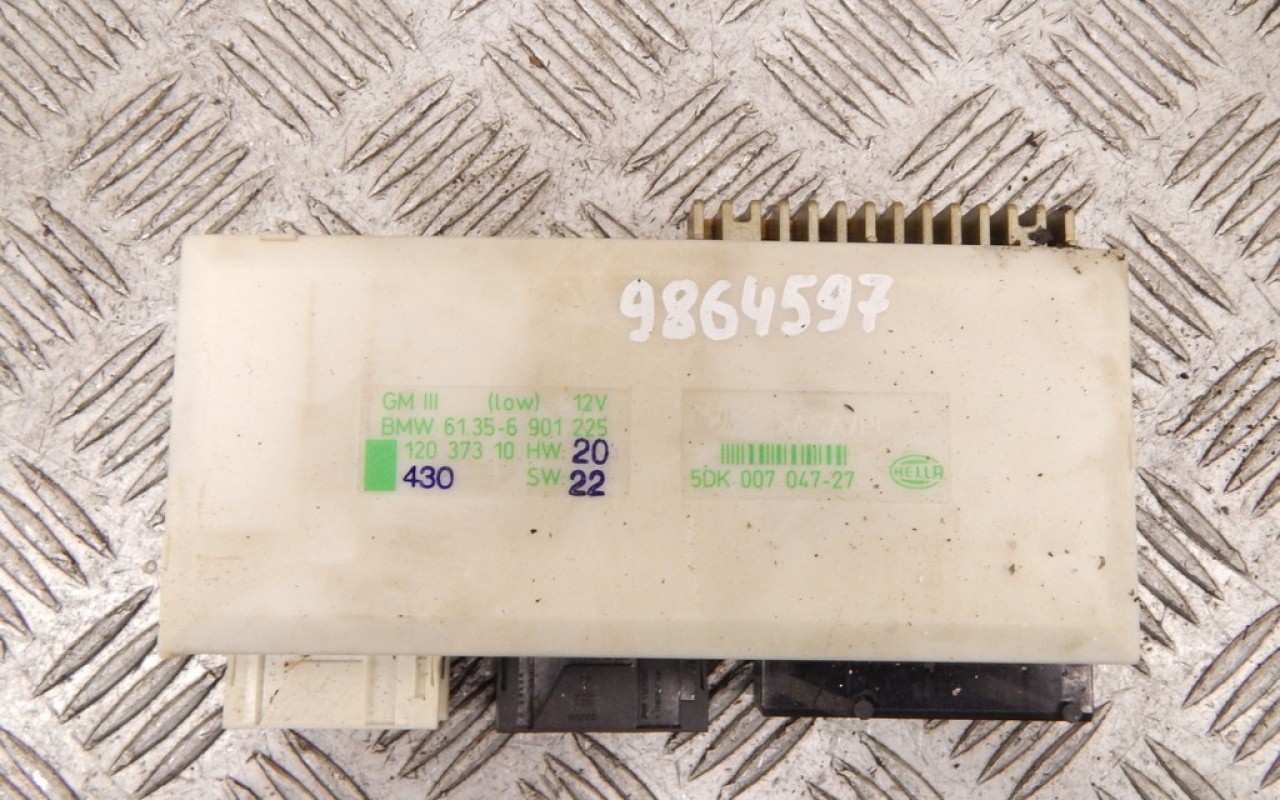 9864597
GM III (low) 12V
BMW 61.35-6 901 225
120 373 10 HW: 20
430 SW: 22
5DK 007 047-27
HELLA